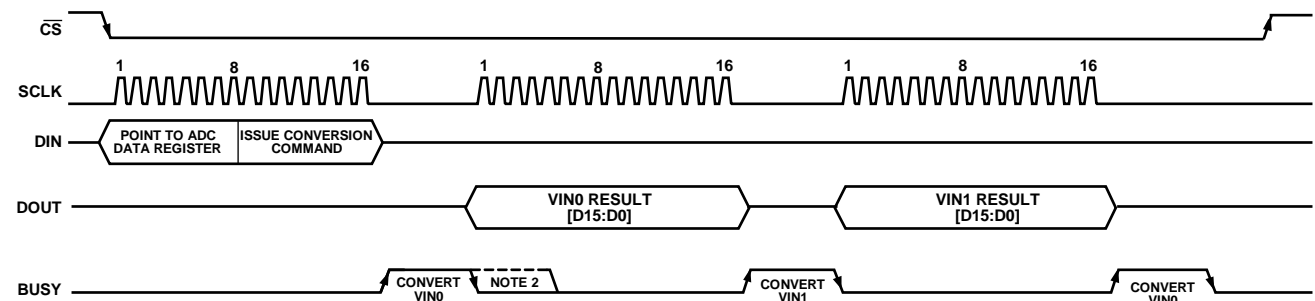 CS
1 8 16 1 8 16 1 8 16
SCLK
DIN
POINT TO ADC
DATA REGISTER
ISSUE CONVERSION
COMMAND
DOUT
VIN0 RESULT
[D15:D0]
VIN1 RESULT
[D15:D0]
BUSY
CONVERT
VIN0
NOTE 2
CONVERT
VIN1
CONVERT
VIN0